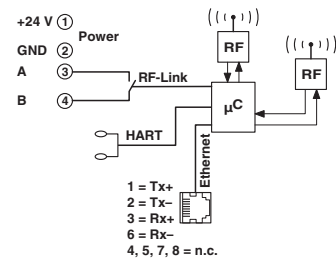 +24 V 1
Power
GND 2
A 3
RF-Link
B 4
RF
RF
µC
HART
Ethernet
1 = Tx+
2 = Tx–
3 = Rx+
6 = Rx–
4, 5, 7, 8 = n.c.